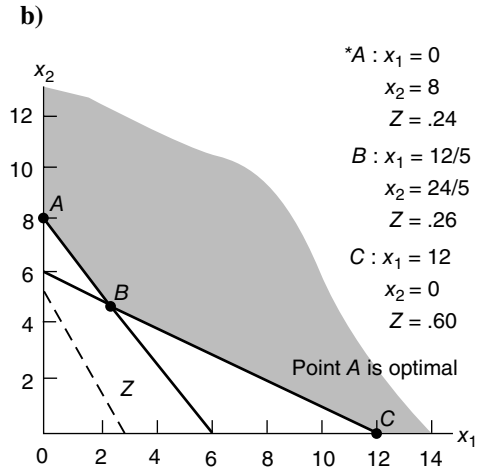 b)
x₂
12
10
8
6
4
2
0
2
4
6
8
10
12
14
x₁
A
B
C
Z
*A : x₁ = 0
x₂ = 8
Z = .24
B : x₁ = 12/5
x₂ = 24/5
Z = .26
C : x₁ = 12
x₂ = 0
Z = .60
Point A is optimal